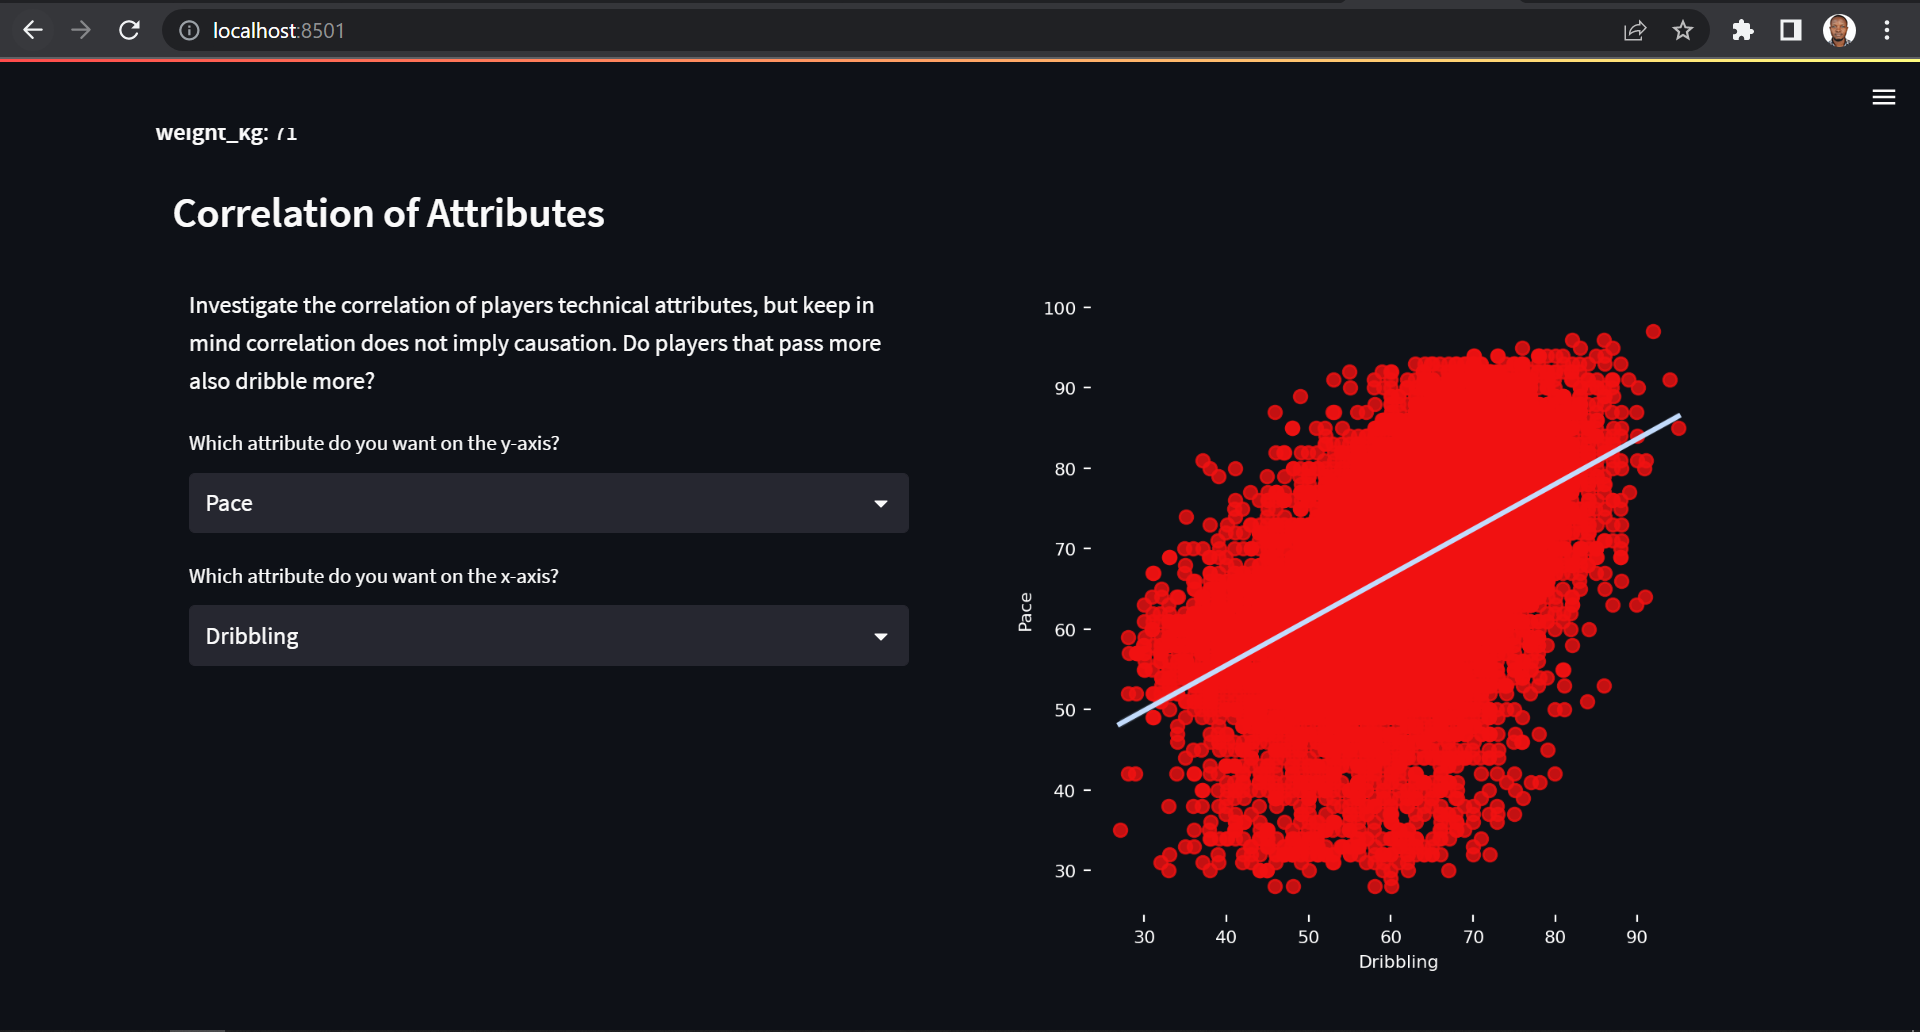 localhost:8501
weight_kg: 71
Correlation of Attributes
Investigate the correlation of players technical attributes, but keep in
mind correlation does not imply causation. Do players that pass more
also dribble more?
Which attribute do you want on the y-axis?
Pace
Which attribute do you want on the x-axis?
Dribbling
100
90
80
70
60
50
40
30
Pace
30 40 50 60 70 80 90
Dribbling